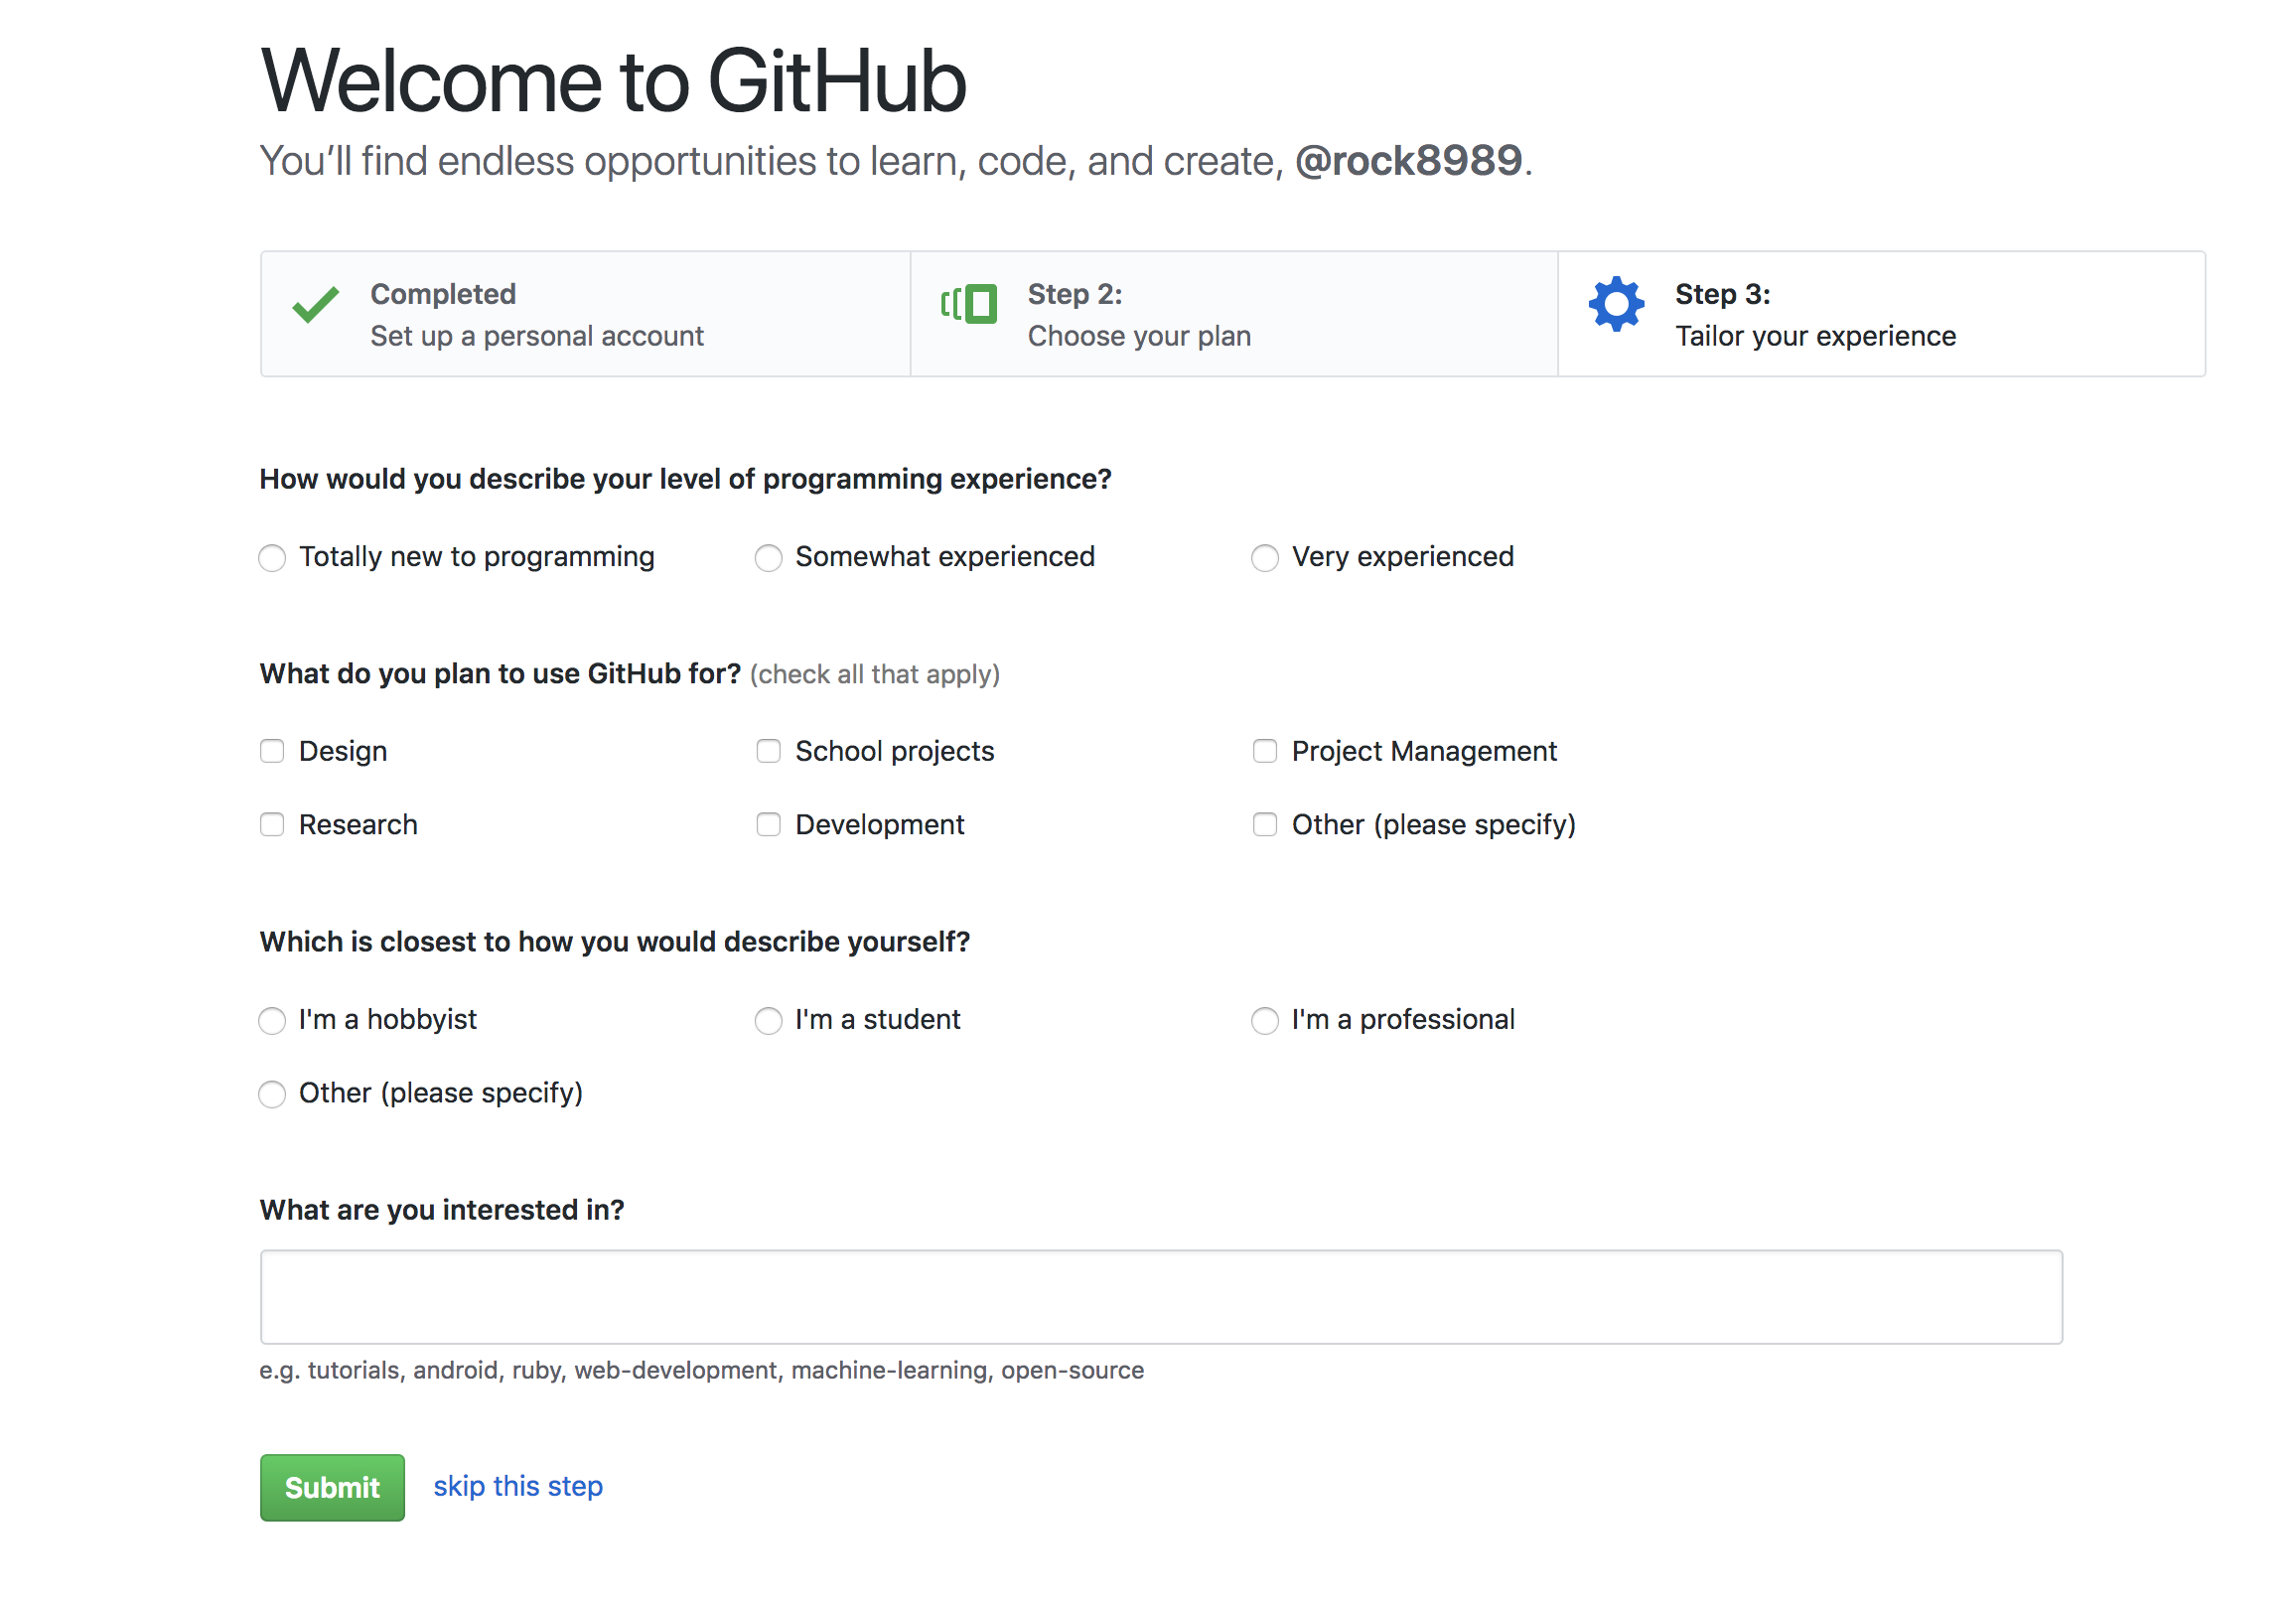 Welcome to GitHub
You’ll find endless opportunities to learn, code, and create, @rock8989.
Completed
Set up a personal account
Step 2:
Choose your plan
Step 3:
Tailor your experience
How would you describe your level of programming experience?
Totally new to programming Somewhat experienced Very experienced
What do you plan to use GitHub for? (check all that apply)
Design School projects Project Management
Research Development Other (please specify)
Which is closest to how you would describe yourself?
I'm a hobbyist I'm a student I'm a professional
Other (please specify)
What are you interested in?
e.g. tutorials, android, ruby, web-development, machine-learning, open-source
Submit skip this step